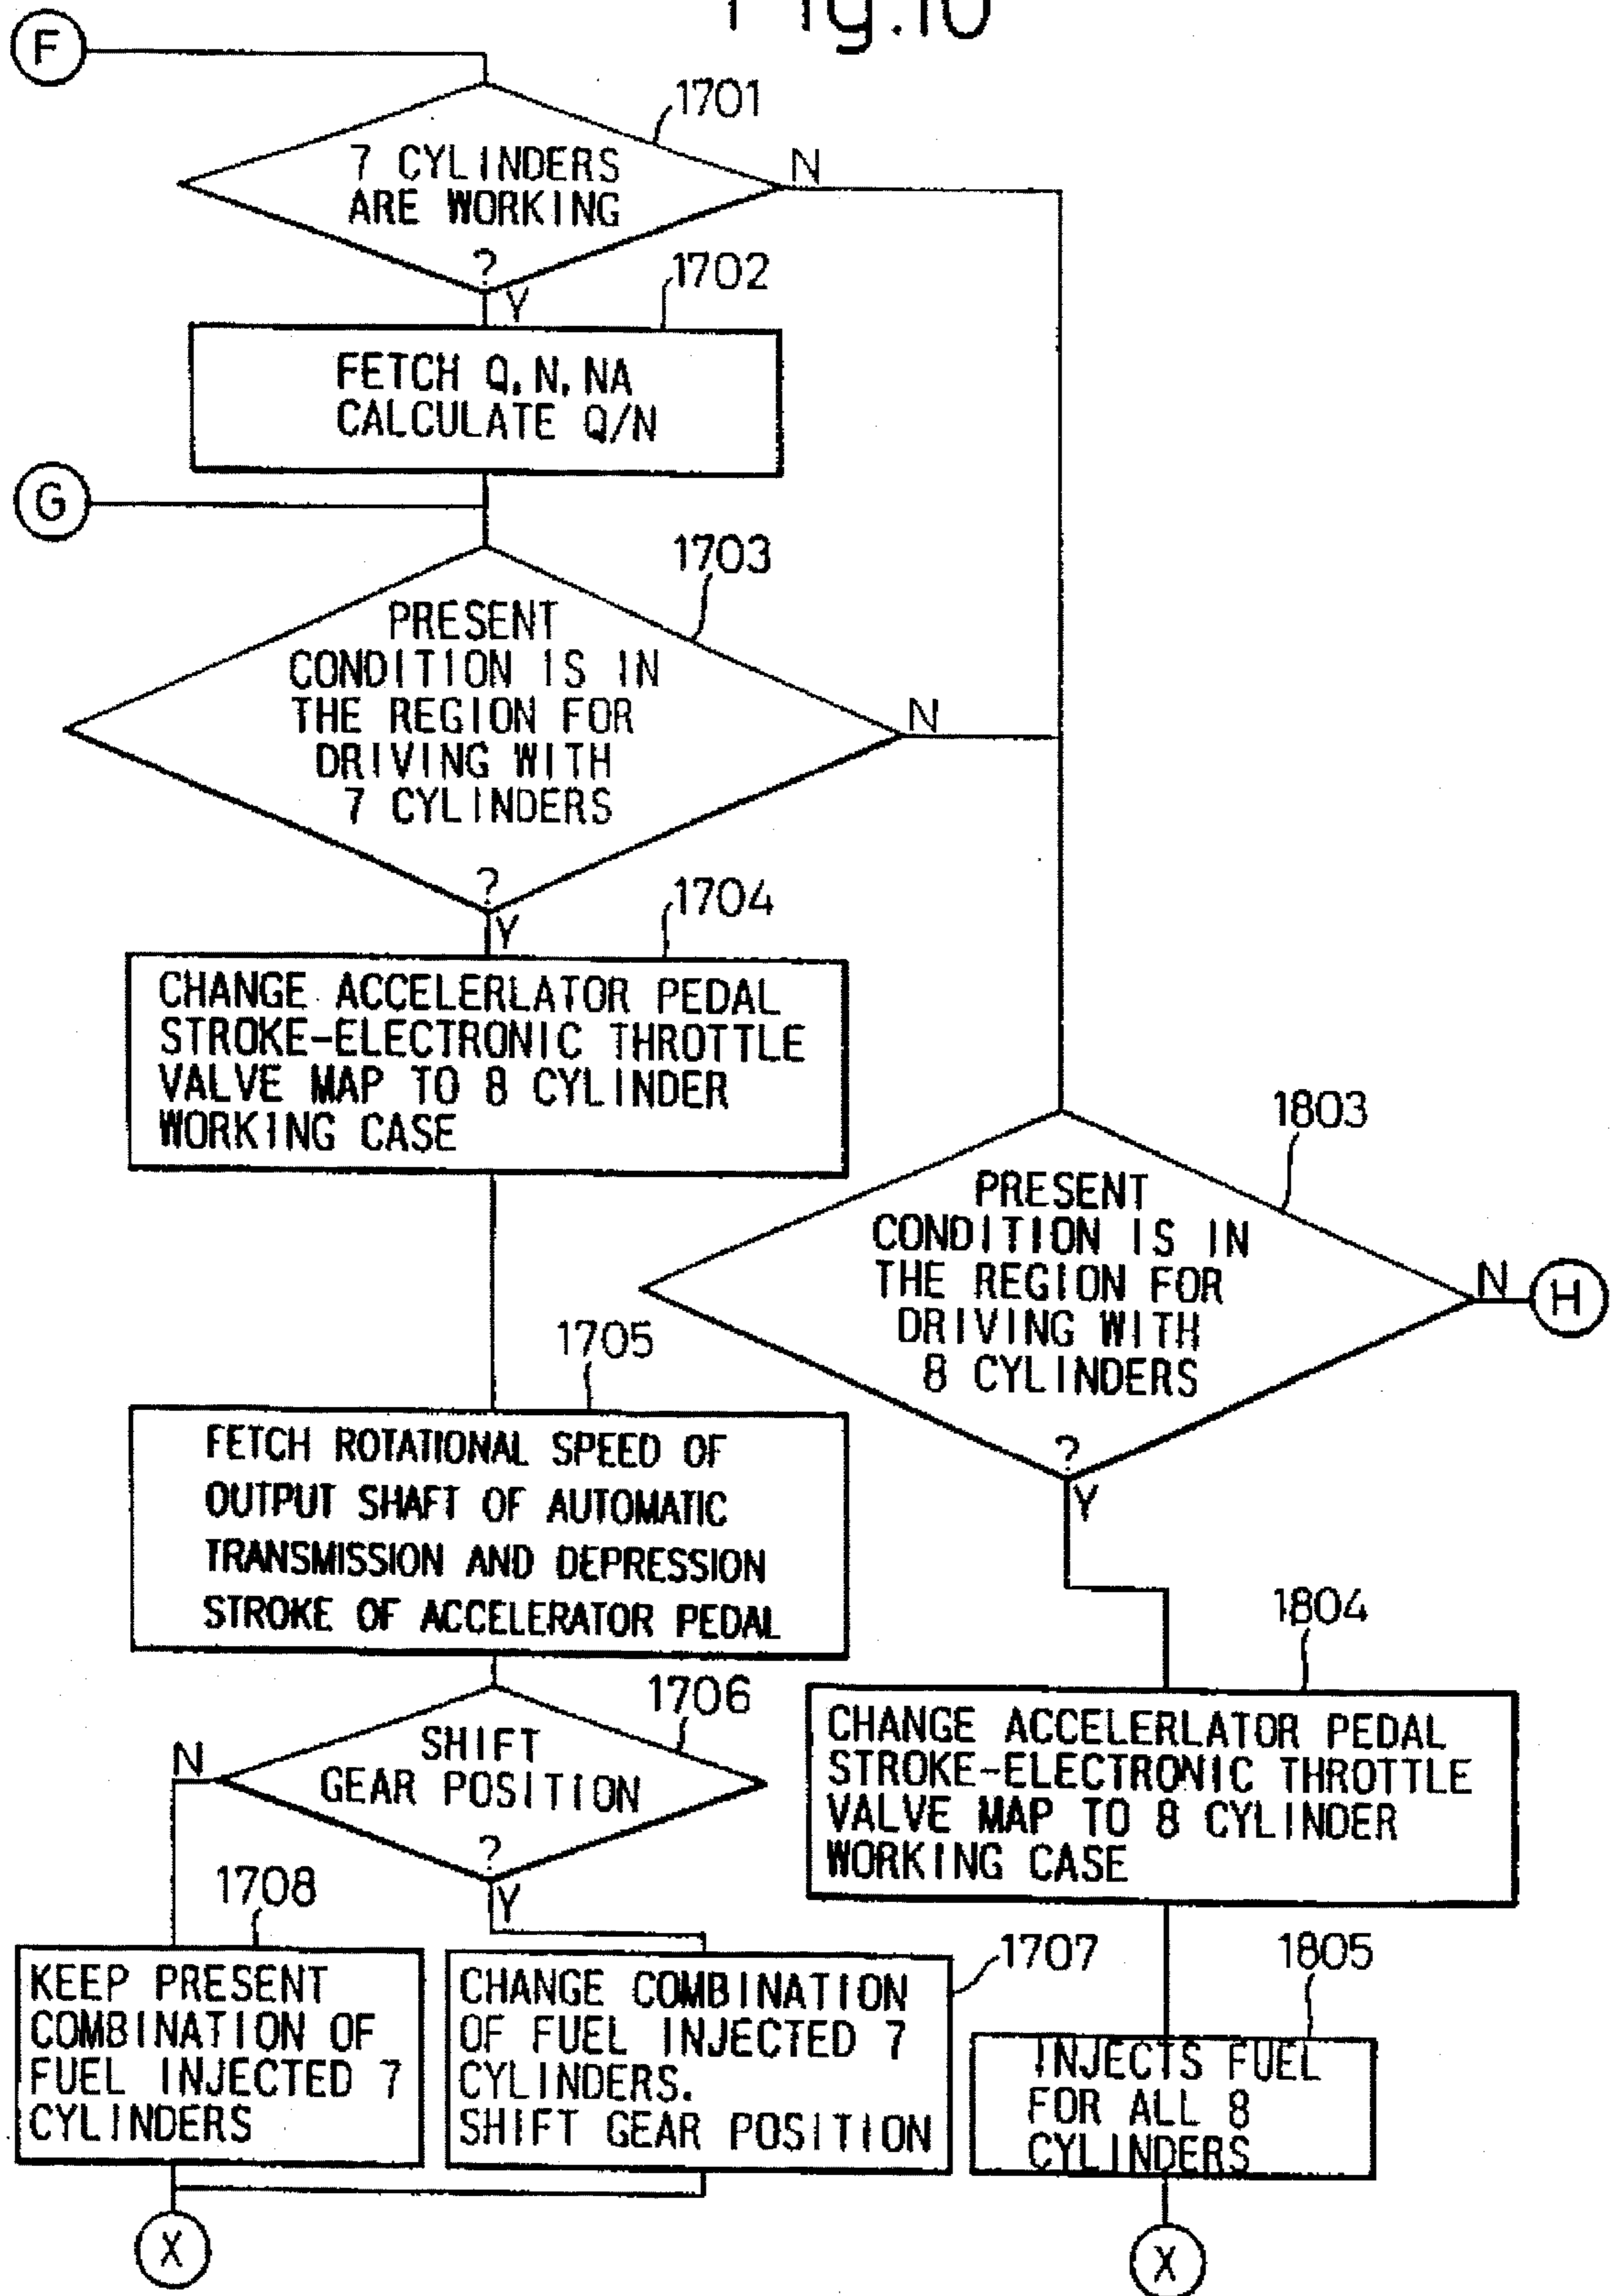 Fig.10
F
1701
7 CYLINDERS
ARE WORKING
?
N
Y
1702
FETCH Q, N, NA
CALCULATE Q/N
G
1703
PRESENT
CONDITION IS IN
THE REGION FOR
DRIVING WITH
7 CYLINDERS
?
N
Y
1704
CHANGE ACCELERLATOR PEDAL
STROKE-ELECTRONIC THROTTLE
VALVE MAP TO 8 CYLINDER
WORKING CASE
1803
PRESENT
CONDITION IS IN
THE REGION FOR
DRIVING WITH
8 CYLINDERS
?
N
H
Y
1705
FETCH ROTATIONAL SPEED OF
OUTPUT SHAFT OF AUTOMATIC
TRANSMISSION AND DEPRESSION
STROKE OF ACCELERATOR PEDAL
1706
SHIFT
GEAR POSITION
?
N
Y
1804
CHANGE ACCELERLATOR PEDAL
STROKE-ELECTRONIC THROTTLE
VALVE MAP TO 8 CYLINDER
WORKING CASE
1708
KEEP PRESENT
COMBINATION OF
FUEL INJECTED 7
CYLINDERS
1707
CHANGE COMBINATION
OF FUEL INJECTED 7
CYLINDERS.
SHIFT GEAR POSITION
1805
INJECTS FUEL
FOR ALL 8
CYLINDERS
X
X